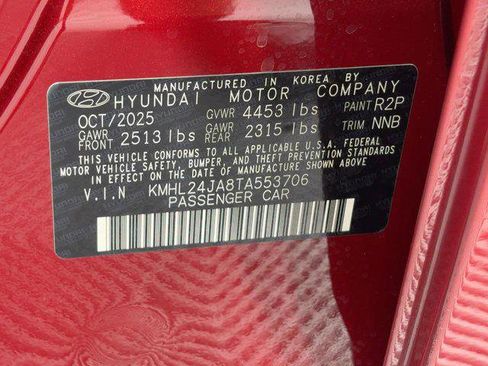 MANUFACTURED IN KOREA BY
HYUNDAI MOTOR COMPANY
OCT/2025 GVWR 4453 lbs PAINT R2P
GAWR FRONT 2513 lbs GAWR REAR 2315 lbs TRIM NNB
THIS VEHICLE CONFORMS TO ALL APPLICABLE U.S.A. FEDERAL
MOTOR VEHICLE SAFETY, BUMPER, AND THEFT PREVENTION STANDARDS
IN EFFECT ON THE DATE OF MANUFACTURE SHOWN ABOVE.
V.I.N KMHL24JA8TA553706
PASSENGER CAR